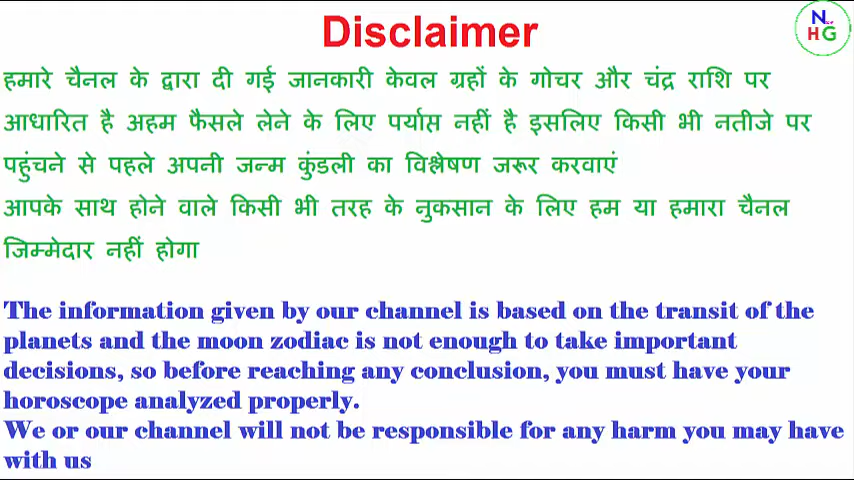 Disclaimer
N
HG
हमारे चैनल के द्वारा दी गई जानकारी केवल ग्रहों के गोचर और चंद्र राशि पर
आधारित है अहम फैसले लेने के लिए पर्याप्त नहीं है इसलिए किसी भी नतीजे पर
पहुंचने से पहले अपनी जन्म कुंडली का विश्लेषण जरूर करवाएं
आपके साथ होने वाले किसी भी तरह के नुकसान के लिए हम या हमारा चैनल
जिम्मेदार नहीं होगा
The information given by our channel is based on the transit of the
planets and the moon zodiac is not enough to take important
decisions, so before reaching any conclusion, you must have your
horoscope analyzed properly.
We or our channel will not be responsible for any harm you may have
with us